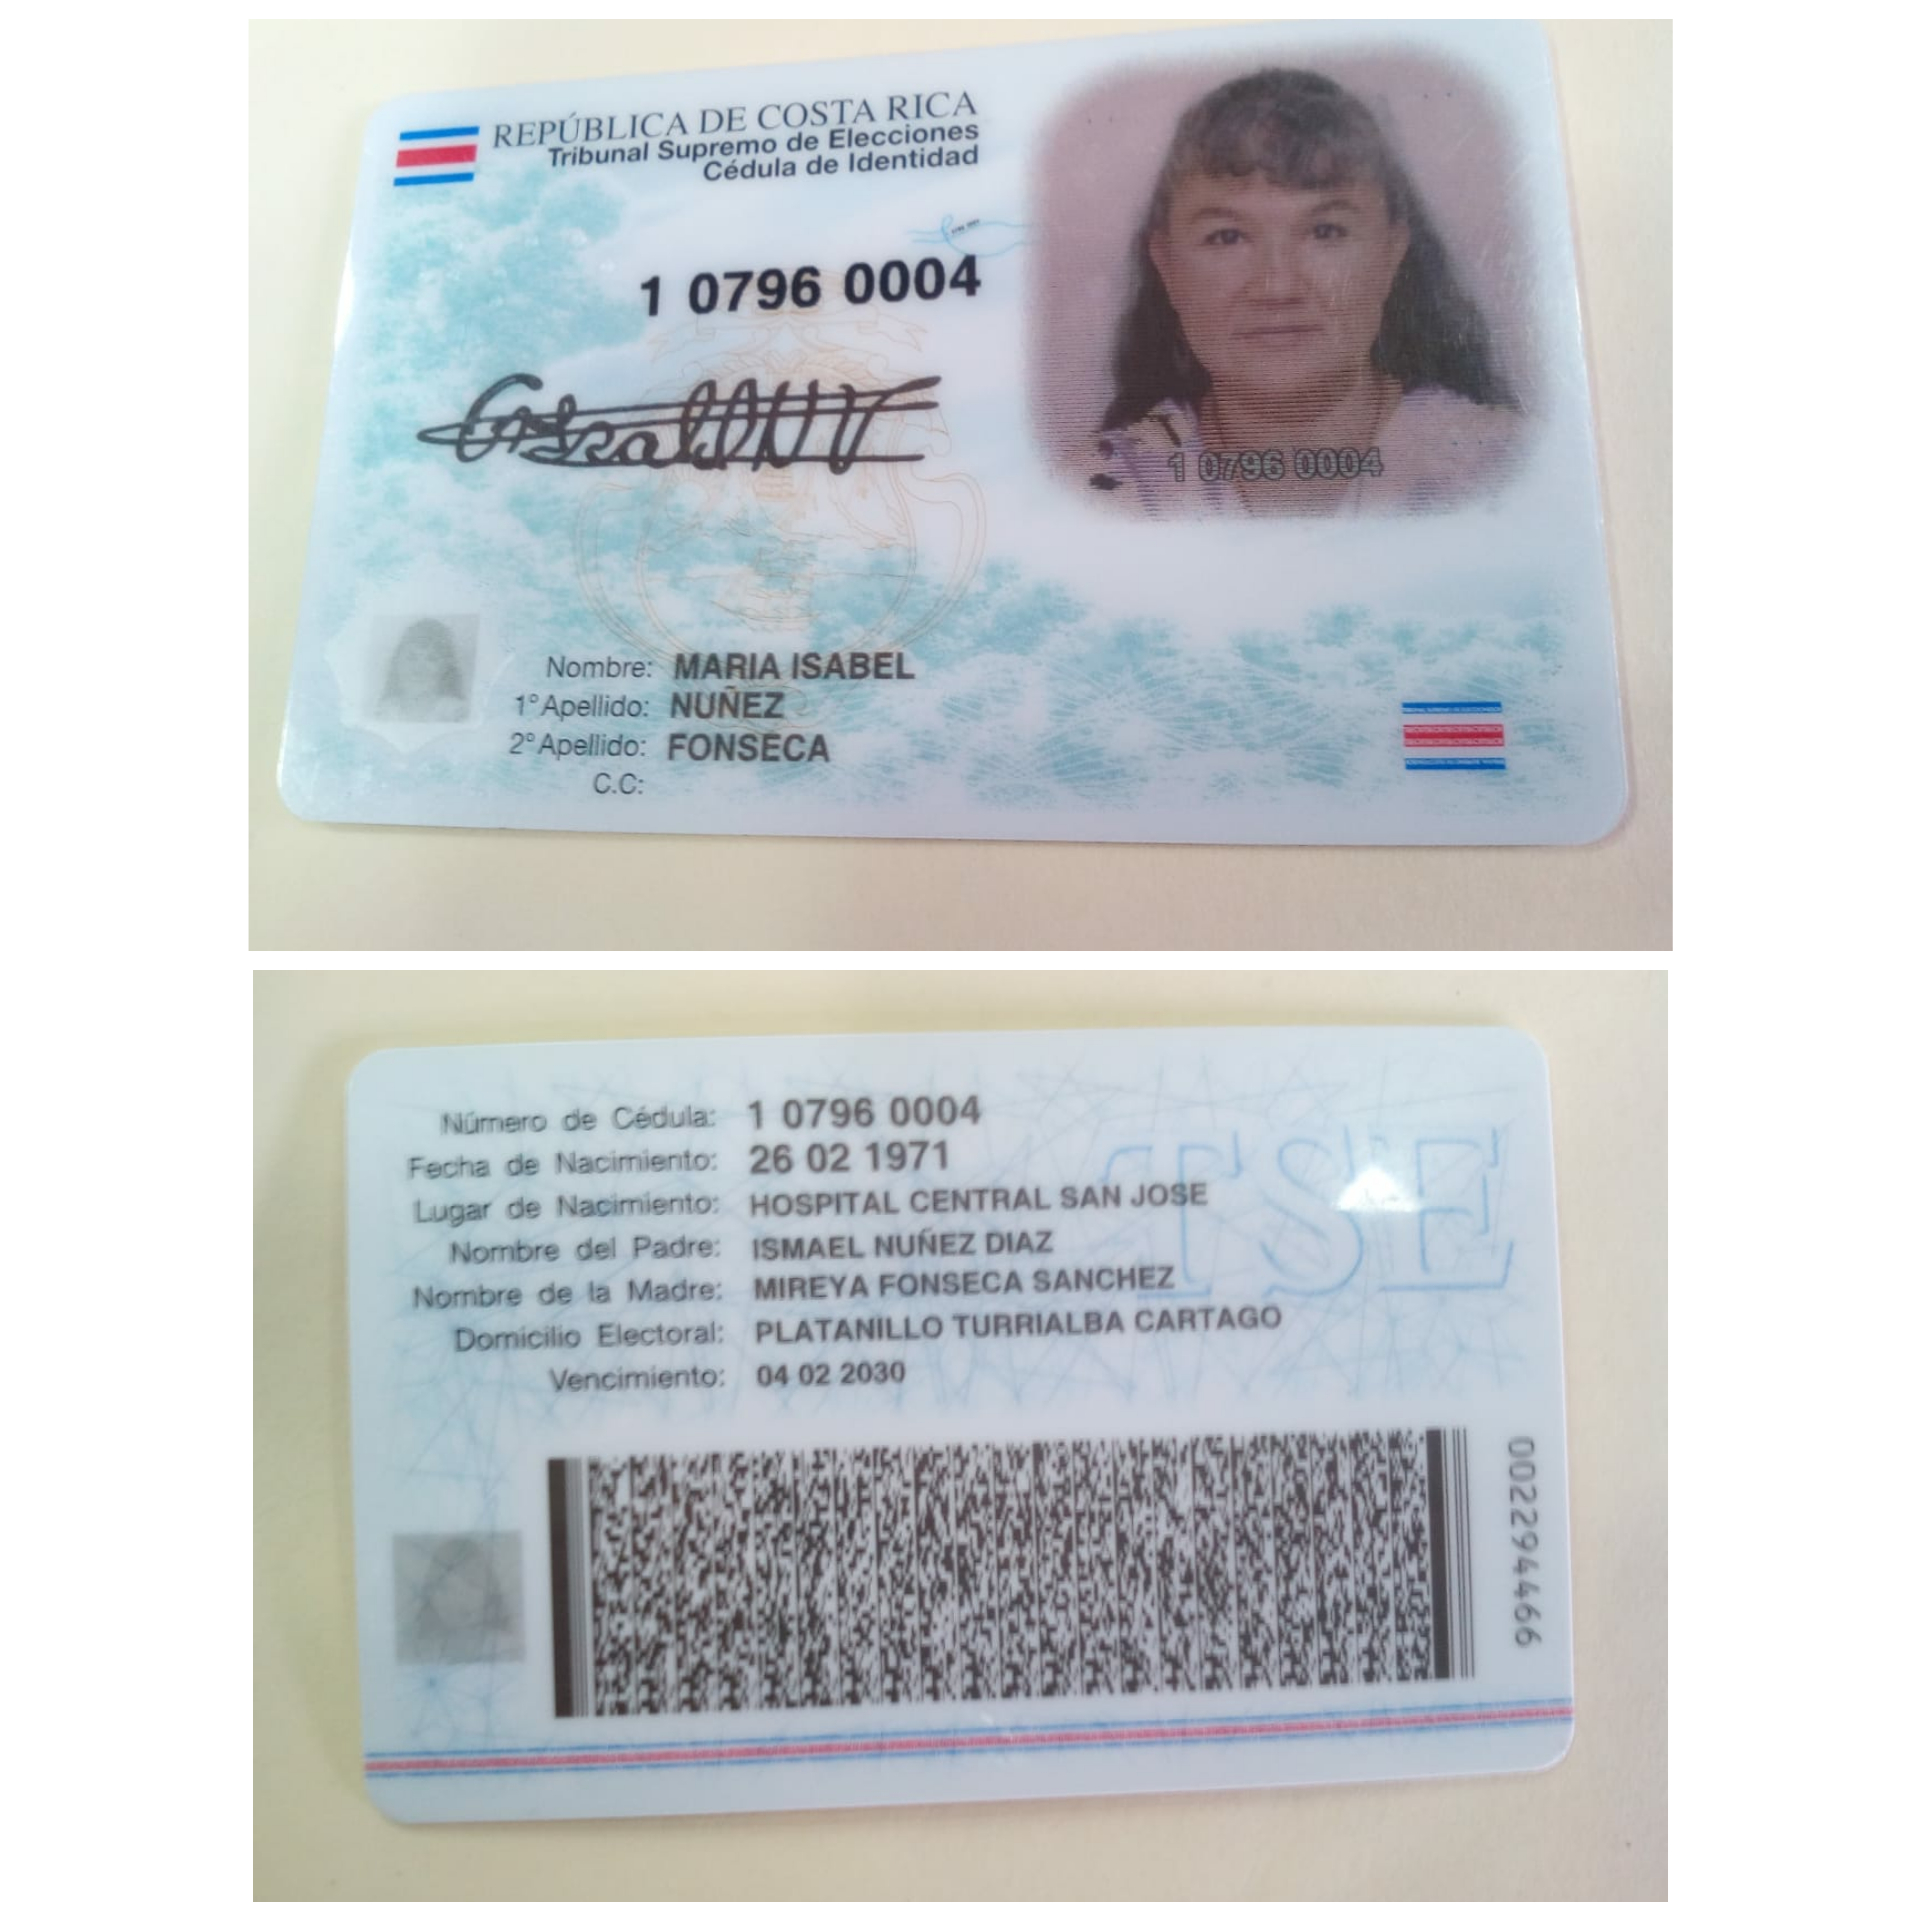 REPÚBLICA DE COSTA RICA
Tribunal Supremo de Elecciones
Cédula de Identidad
1 0796 0004
1 0796 0004
Nombre: MARIA ISABEL
1° Apellido: NUÑEZ
2° Apellido: FONSECA
C.C:
Número de Cédula: 1 0796 0004
Fecha de Nacimiento: 26 02 1971
Lugar de Nacimiento: HOSPITAL CENTRAL SAN JOSE
Nombre del Padre: ISMAEL NUÑEZ DIAZ
Nombre de la Madre: MIREYA FONSECA SANCHEZ
Domicilio Electoral: PLATANILLO TURRIALBA CARTAGO
Vencimiento: 04 02 2030
TSE
002294466